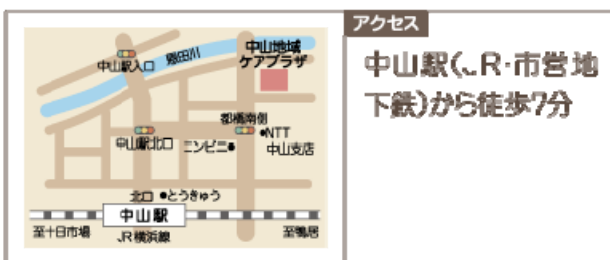 アクセス
中山駅(JR・市営地
下鉄)から徒歩7分
中山地域
ケアプラザ
恩田川
中山駅入口
都橋南側
中山駅北口
コンビニ
NTT
中山支店
北口
とうきゅう
中山駅
至十日市場
JR横浜線
至鴨居